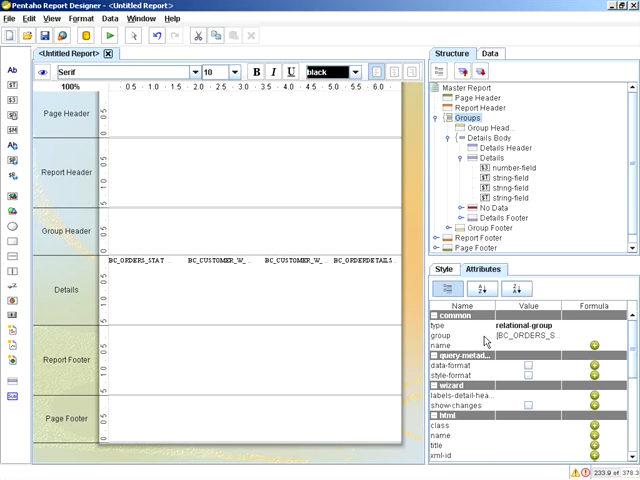 Pentaho Report Designer - <Untitled Report>
File Edit View Format Data Window Help
<Untitled Report>
Serif 10 B I U black
100% 0.5 1.0 1.5 2.0 2.5 3.0 3.5 4.0 4.5 5.0 5.5 6.0
Page Header
Report Header
Group Header
BC_ORDERS_STAT... BC_CUSTOMER_W_... BC_CUSTOMER_W_... BC_ORDERDETAILS...
Details
Report Footer
Page Footer
Structure Data
Master Report
Page Header
Report Header
Groups
Group Head...
Details Body
Details Header
Details
number-field
string-field
string-field
string-field
No Data
Details Footer
Group Footer
Report Footer
Page Footer
Style Attributes
Name Value Formula
common
type relational-group
group [BC_ORDERS_S...
name
query-metad...
data-format
style-format
wizard
labels-detail-hea...
show-changes
html
class
name
title
xml-id
233.9 of 378.3